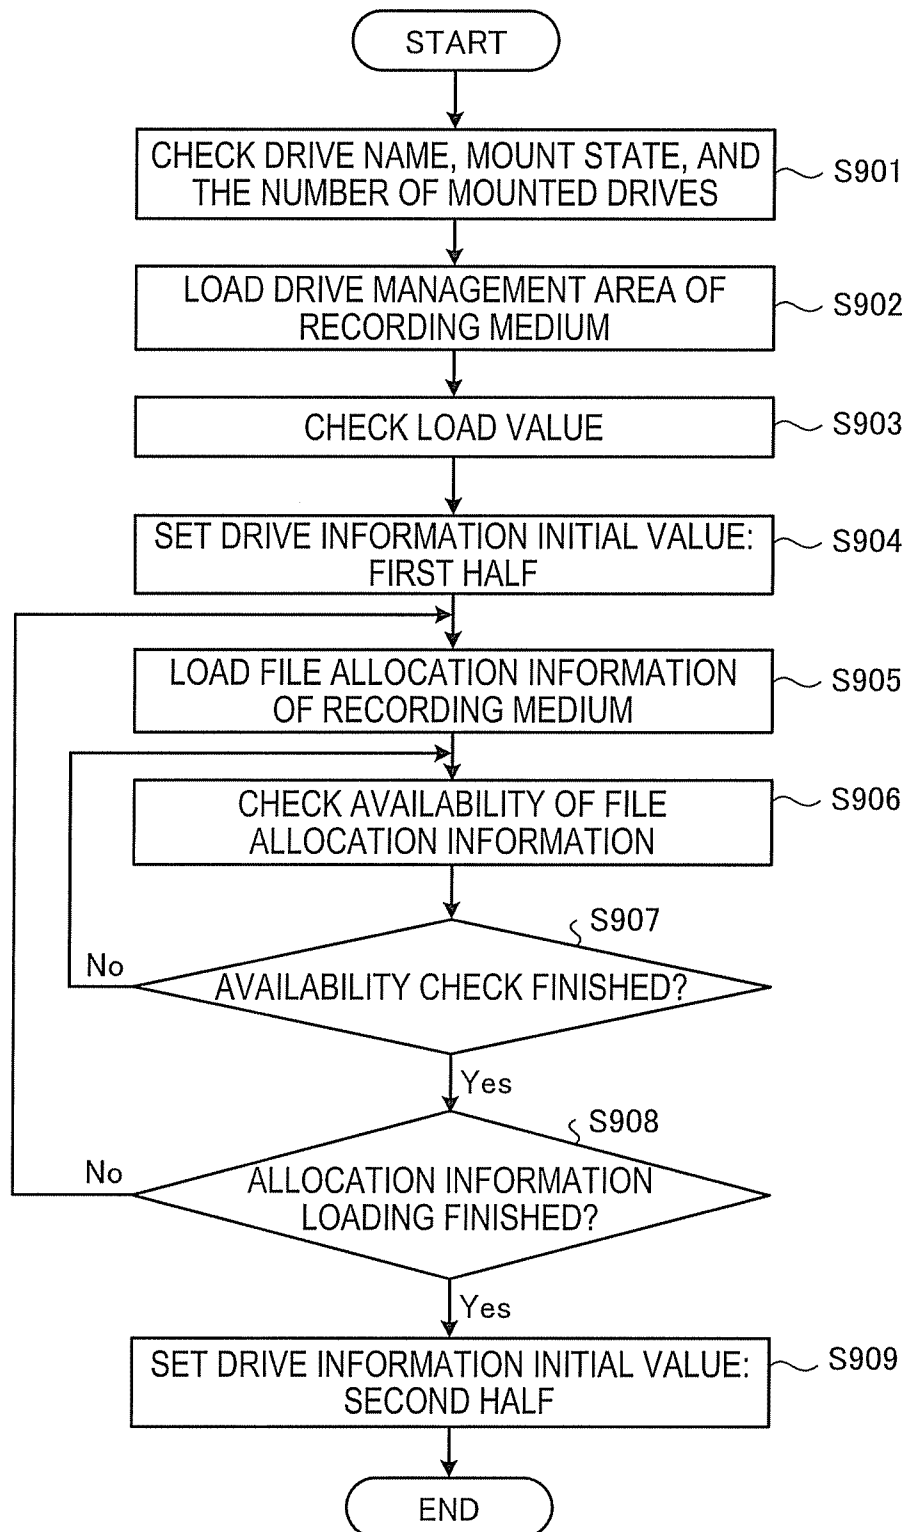 START
CHECK DRIVE NAME, MOUNT STATE, AND
THE NUMBER OF MOUNTED DRIVES
S901
LOAD DRIVE MANAGEMENT AREA OF
RECORDING MEDIUM
S902
CHECK LOAD VALUE
S903
SET DRIVE INFORMATION INITIAL VALUE:
FIRST HALF
S904
LOAD FILE ALLOCATION INFORMATION
OF RECORDING MEDIUM
S905
CHECK AVAILABILITY OF FILE
ALLOCATION INFORMATION
S906
S907
No
AVAILABILITY CHECK FINISHED?
Yes
S908
No
ALLOCATION INFORMATION
LOADING FINISHED?
Yes
SET DRIVE INFORMATION INITIAL VALUE:
SECOND HALF
S909
END